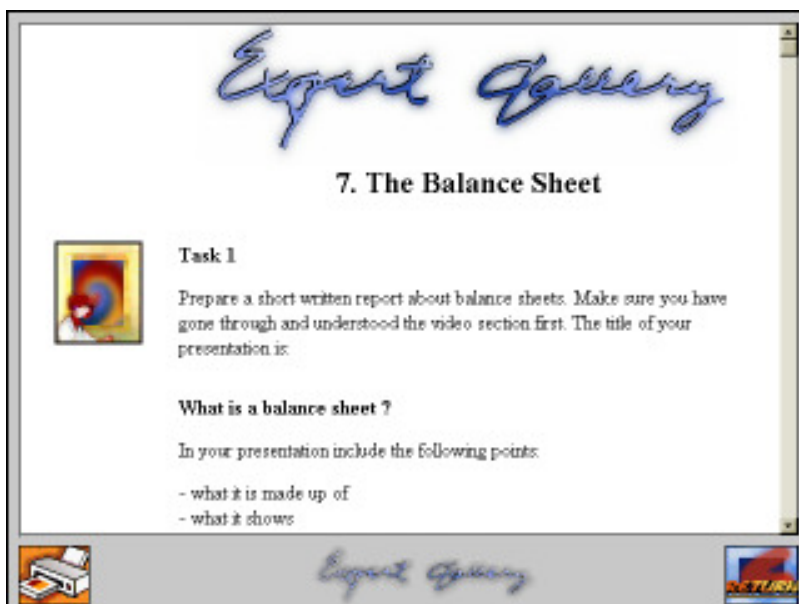 Expert Gallery
7. The Balance Sheet
Task 1
Prepare a short written report about balance sheets. Make sure you have
gone through and understood the video section first. The title of your
presentation is:
What is a balance sheet ?
In your presentation include the following points:
- what it is made up of
- what it shows
Expert Gallery
RETURN